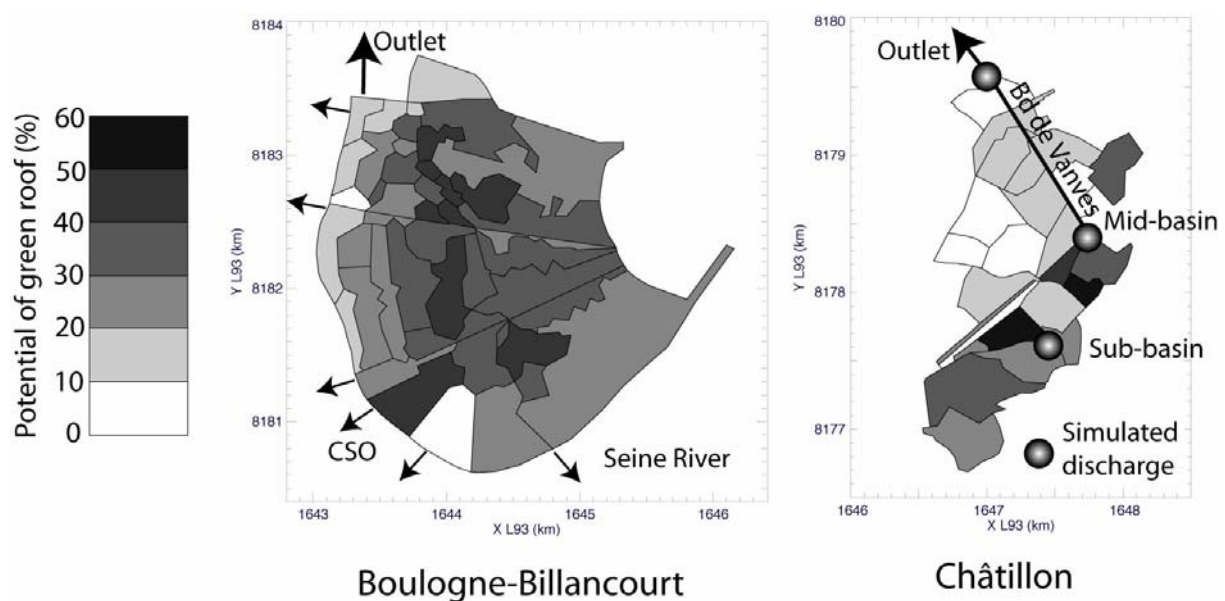 Potential of green roof (%)
60
50
40
30
20
10
0
8184
8183
8182
8181
Y L93 (km)
1643
1644
1645
1646
X L93 (km)
Outlet
CSO
Seine River
Boulogne-Billancourt
8180
8179
8178
8177
Y L93 (km)
1646
1647
1648
X L93 (km)
Outlet
Bd de Vanves
Mid-basin
Sub-basin
Simulated
discharge
Châtillon